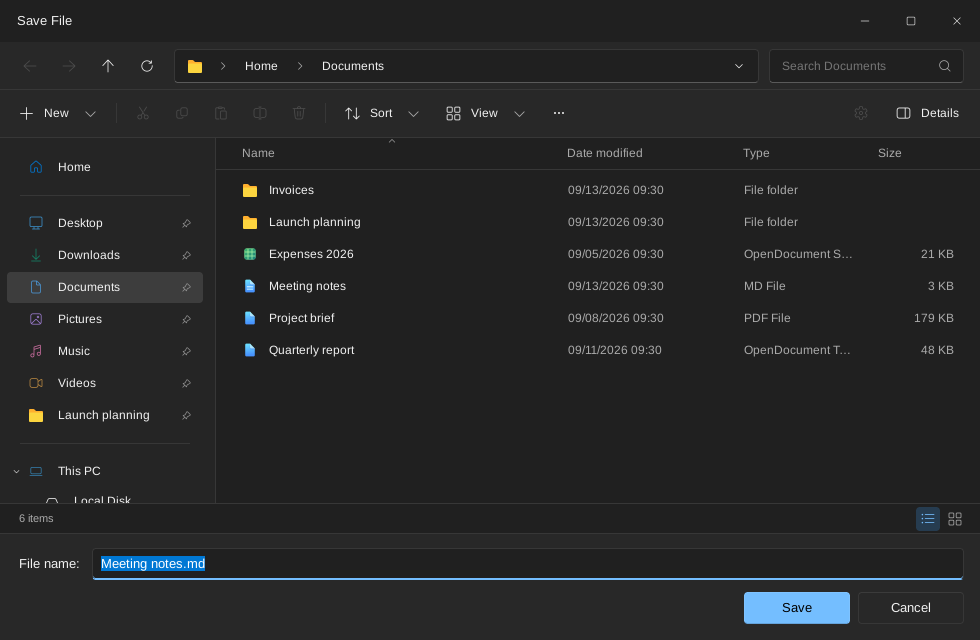 Save File
Home
Documents
Search Documents
New
Sort
View
Details
Name
Date modified
Type
Size
Home
Desktop
Downloads
Documents
Pictures
Music
Videos
Launch planning
This PC
Local Disk
Invoices 09/13/2026 09:30 File folder
Launch planning 09/13/2026 09:30 File folder
Expenses 2026 09/05/2026 09:30 OpenDocument S... 21 KB
Meeting notes 09/13/2026 09:30 MD File 3 KB
Project brief 09/08/2026 09:30 PDF File 179 KB
Quarterly report 09/11/2026 09:30 OpenDocument T... 48 KB
6 items
File name: Meeting notes.md
Save
Cancel